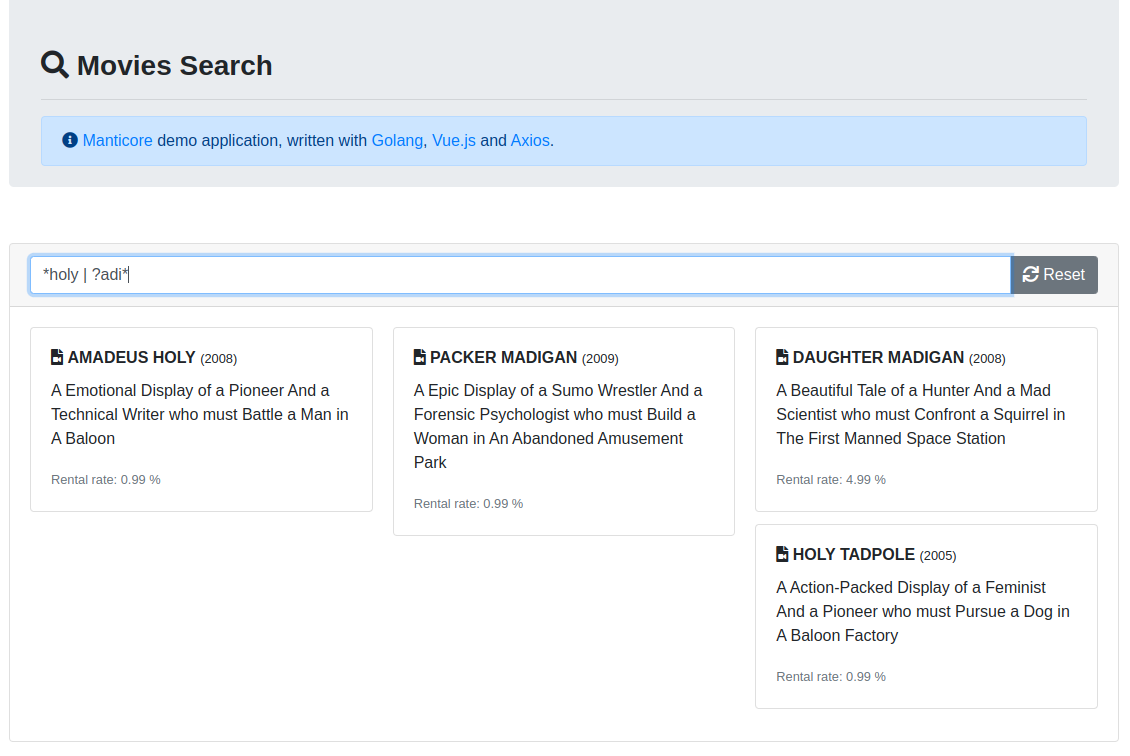 Movies Search
Manticore demo application, written with Golang, Vue.js and Axios.
*holy | ?adi*
Reset
AMADEUS HOLY (2008)
A Emotional Display of a Pioneer And a
Technical Writer who must Battle a Man in
A Baloon
Rental rate: 0.99 %
PACKER MADIGAN (2009)
A Epic Display of a Sumo Wrestler And a
Forensic Psychologist who must Build a
Woman in An Abandoned Amusement
Park
Rental rate: 0.99 %
DAUGHTER MADIGAN (2008)
A Beautiful Tale of a Hunter And a Mad
Scientist who must Confront a Squirrel in
The First Manned Space Station
Rental rate: 4.99 %
HOLY TADPOLE (2005)
A Action-Packed Display of a Feminist
And a Pioneer who must Pursue a Dog in
A Baloon Factory
Rental rate: 0.99 %